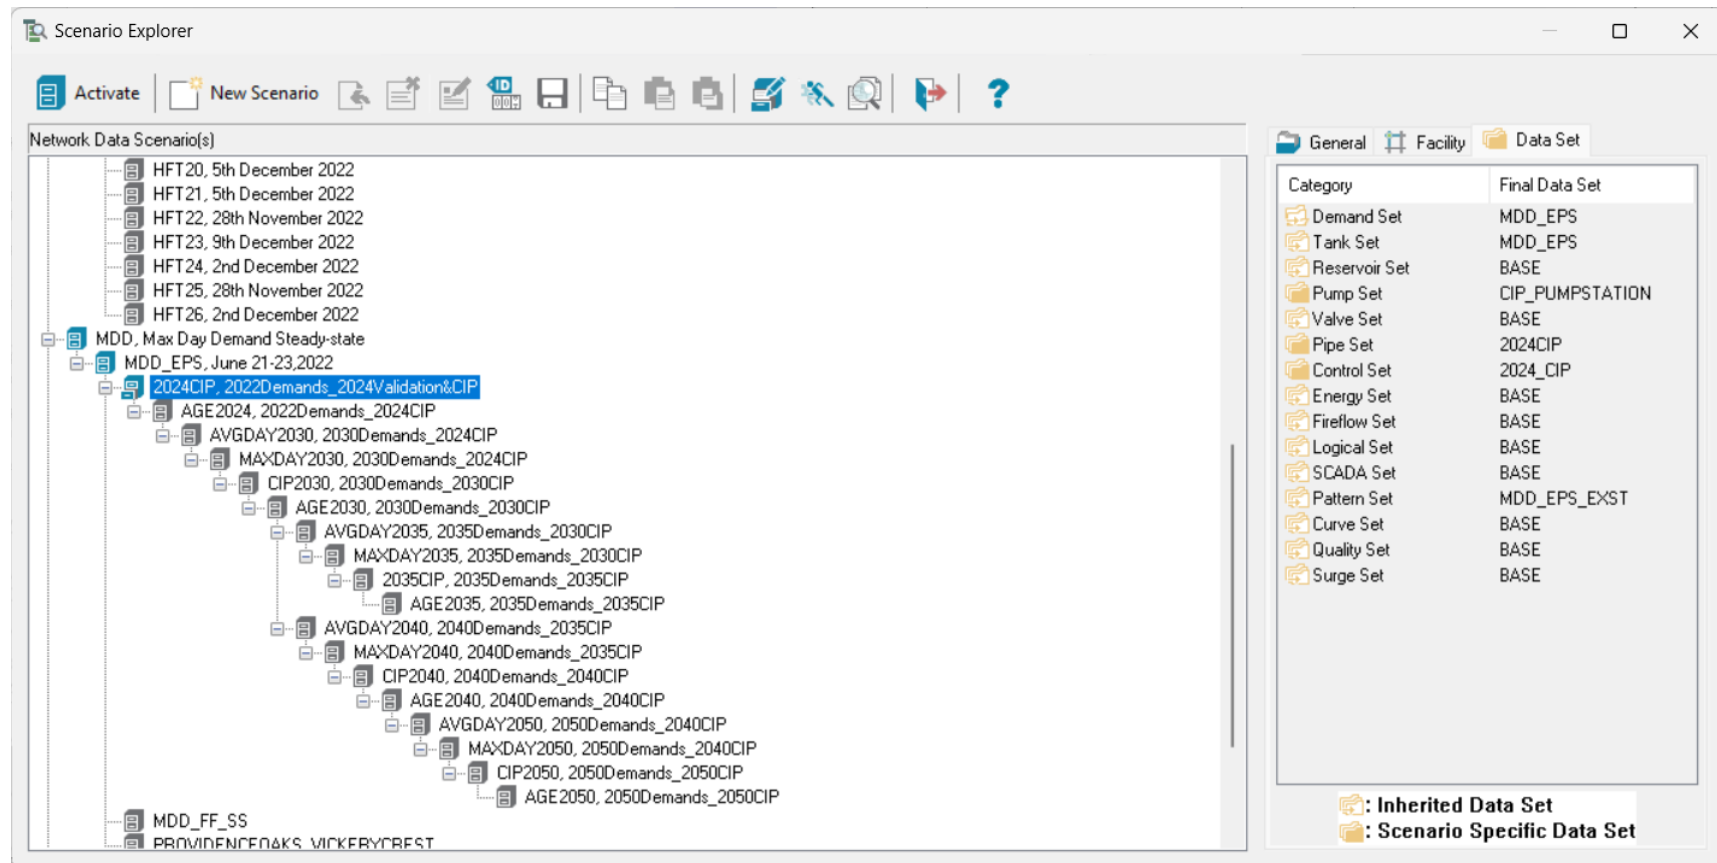 Scenario Explorer
Activate
New Scenario
ID
?
Network Data Scenario(s)
HFT20, 5th December 2022
HFT21, 5th December 2022
HFT22, 28th November 2022
HFT23, 9th December 2022
HFT24, 2nd December 2022
HFT25, 28th November 2022
HFT26, 2nd December 2022
MDD, Max Day Demand Steady-state
MDD_EPS, June 21-23,2022
2024CIP, 2022Demands_2024Validation&CIP
AGE2024, 2022Demands_2024CIP
AVGDAY2030, 2030Demands_2024CIP
MAXDAY2030, 2030Demands_2024CIP
CIP2030, 2030Demands_2030CIP
AGE2030, 2030Demands_2030CIP
AVGDAY2035, 2035Demands_2030CIP
MAXDAY2035, 2035Demands_2030CIP
2035CIP, 2035Demands_2035CIP
AGE2035, 2035Demands_2035CIP
AVGDAY2040, 2040Demands_2035CIP
MAXDAY2040, 2040Demands_2035CIP
CIP2040, 2040Demands_2040CIP
AGE2040, 2040Demands_2040CIP
AVGDAY2050, 2050Demands_2040CIP
MAXDAY2050, 2050Demands_2040CIP
CIP2050, 2050Demands_2050CIP
AGE2050, 2050Demands_2050CIP
MDD_FF_SS
PROVIDENCEOAKS_VICKERYCREST
General Facility Data Set
Category Final Data Set
Demand Set MDD_EPS
Tank Set MDD_EPS
Reservoir Set BASE
Pump Set CIP_PUMPSTATION
Valve Set BASE
Pipe Set 2024CIP
Control Set 2024_CIP
Energy Set BASE
Fireflow Set BASE
Logical Set BASE
SCADA Set BASE
Pattern Set MDD_EPS_EXST
Curve Set BASE
Quality Set BASE
Surge Set BASE
: Inherited Data Set
: Scenario Specific Data Set